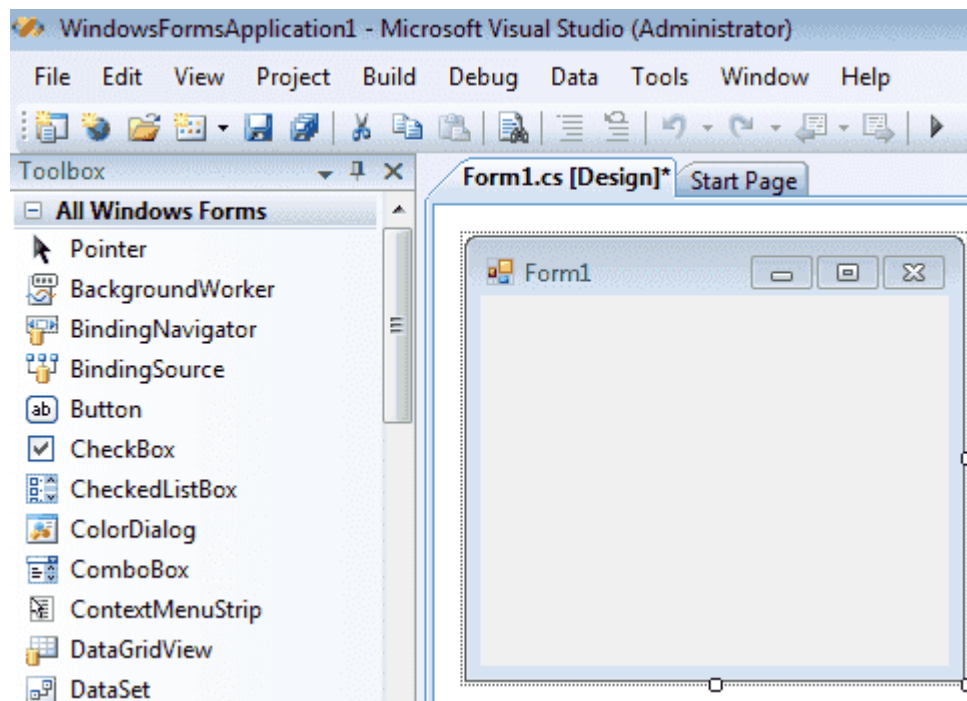 WindowsFormsApplication1 - Microsoft Visual Studio (Administrator)
File Edit View Project Build Debug Data Tools Window Help
Toolbox
Form1.cs [Design]* Start Page
All Windows Forms
Pointer
Form1
BackgroundWorker
BindingNavigator
BindingSource
ab Button
CheckBox
CheckedListBox
ColorDialog
ComboBox
ContextMenuStrip
DataGridView
DataSet